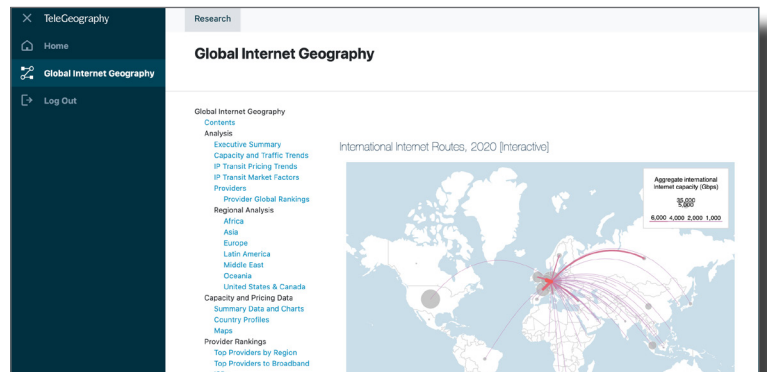 TeleGeography
Home
Global Internet Geography
Log Out
Research
Global Internet Geography
Global Internet Geography
Contents
Analysis
Executive Summary
Capacity and Traffic Trends
IP Transit Pricing Trends
IP Transit Market Factors
Providers
Provider Global Rankings
Regional Analysis
Africa
Asia
Europe
Latin America
Middle East
Oceania
United States & Canada
Capacity and Pricing Data
Summary Data and Charts
Country Profiles
Maps
Provider Rankings
Top Providers by Region
Top Providers to Broadband
International Internet Routes, 2020 [Interactive]
Aggregate international
internet capacity (Gbps)
35,000
5,000
6,000 4,000 2,000 1,000